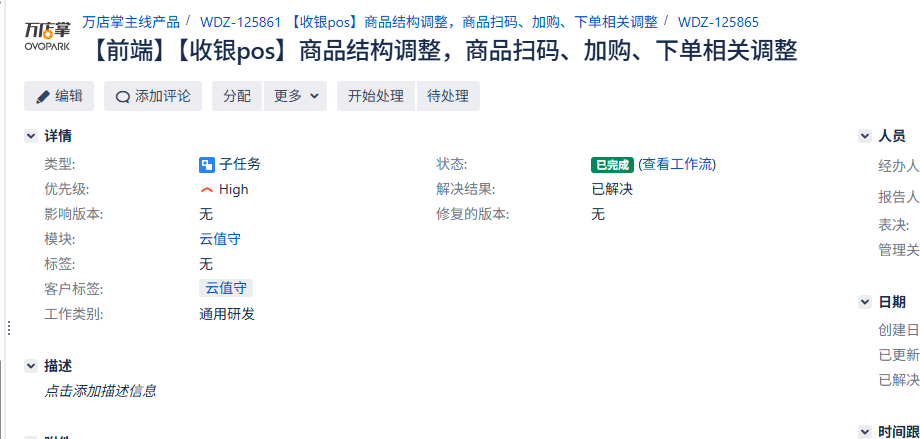 万店掌
OVOPARK
万店掌主线产品 / WDZ-125861 【收银pos】商品结构调整，商品扫码、加购、下单相关调整 / WDZ-125865
【前端】【收银pos】商品结构调整，商品扫码、加购、下单相关调整
编辑 添加评论 分配 更多 开始处理 待处理
详情
类型: 子任务
优先级: High
影响版本: 无
模块: 云值守
标签: 无
客户标签: 云值守
工作类别: 通用研发
状态: 已完成 (查看工作流)
解决结果: 已解决
修复的版本: 无
描述
点击添加描述信息
人员
经办人
报告人
表决:
管理关
日期
创建日
已更新
已解决
时间跟